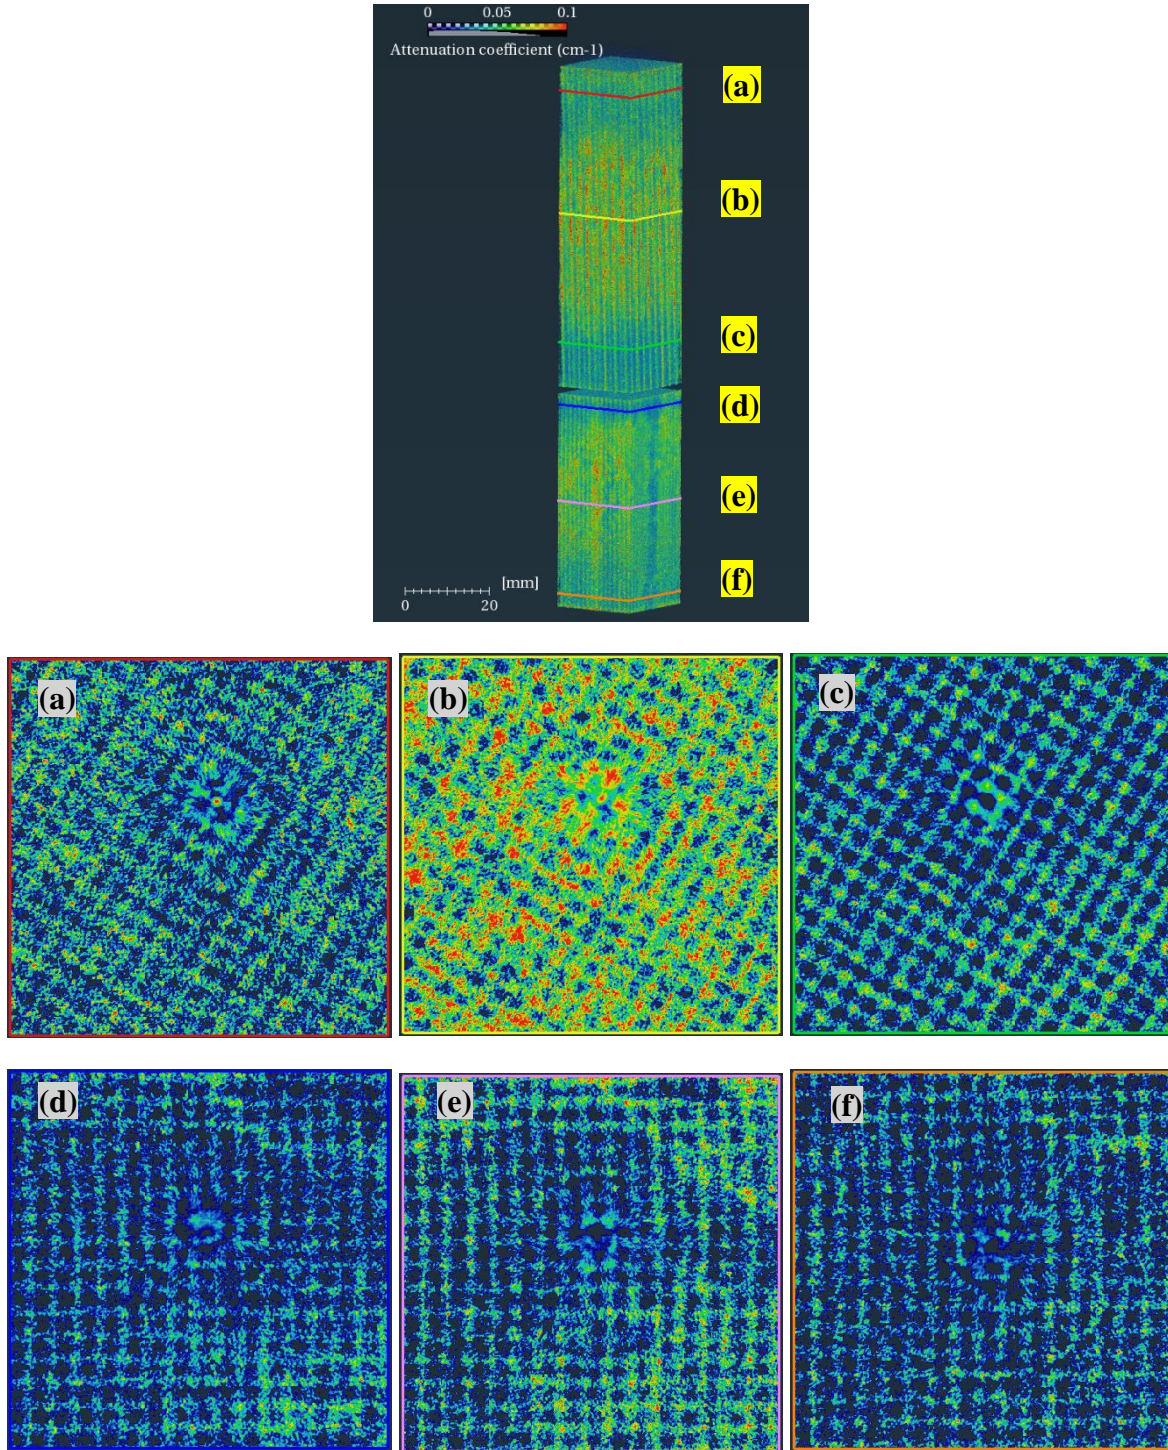 0 0.05 0.1
Attenuation coefficient (cm-1)
(a)
(b)
(c)
(d)
(e)
(f)
[mm]
0 20
(a) (b) (c)
(d) (e) (f)